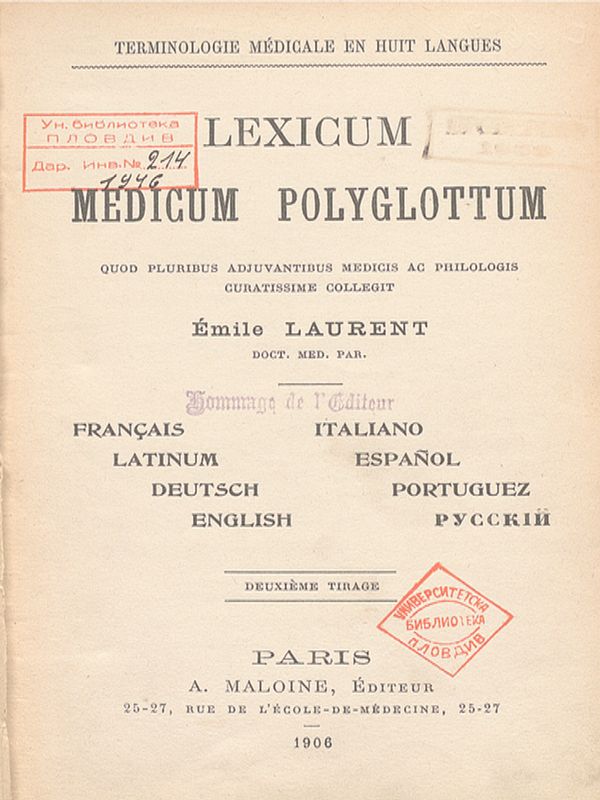 TERMINOLOGIE MÉDICALE EN HUIT LANGUES
Ун. библиотека
ПЛОВДИВ
Дар. Инв. № 214
1946
LEXICUM
MEDICUM POLYGLOTTUM
QUOD PLURIBUS ADJUVANTIBUS MEDICIS AC PHILOLOGIS
CURATISSIME COLLEGIT
Émile LAURENT
DOCT. MED. PAR.
Hommage de l'Editeur
FRANÇAIS
LATINUM
DEUTSCH
ENGLISH
ITALIANO
ESPAÑOL
PORTUGUEZ
РУССКІЙ
DEUXIÈME TIRAGE
УНИВЕРСИТЕТСКА
БИБЛИОТЕКА
ПЛОВДИВ
PARIS
A. MALOINE, ÉDITEUR
25-27, RUE DE L'ÉCOLE-DE-MÉDECINE, 25-27
1906